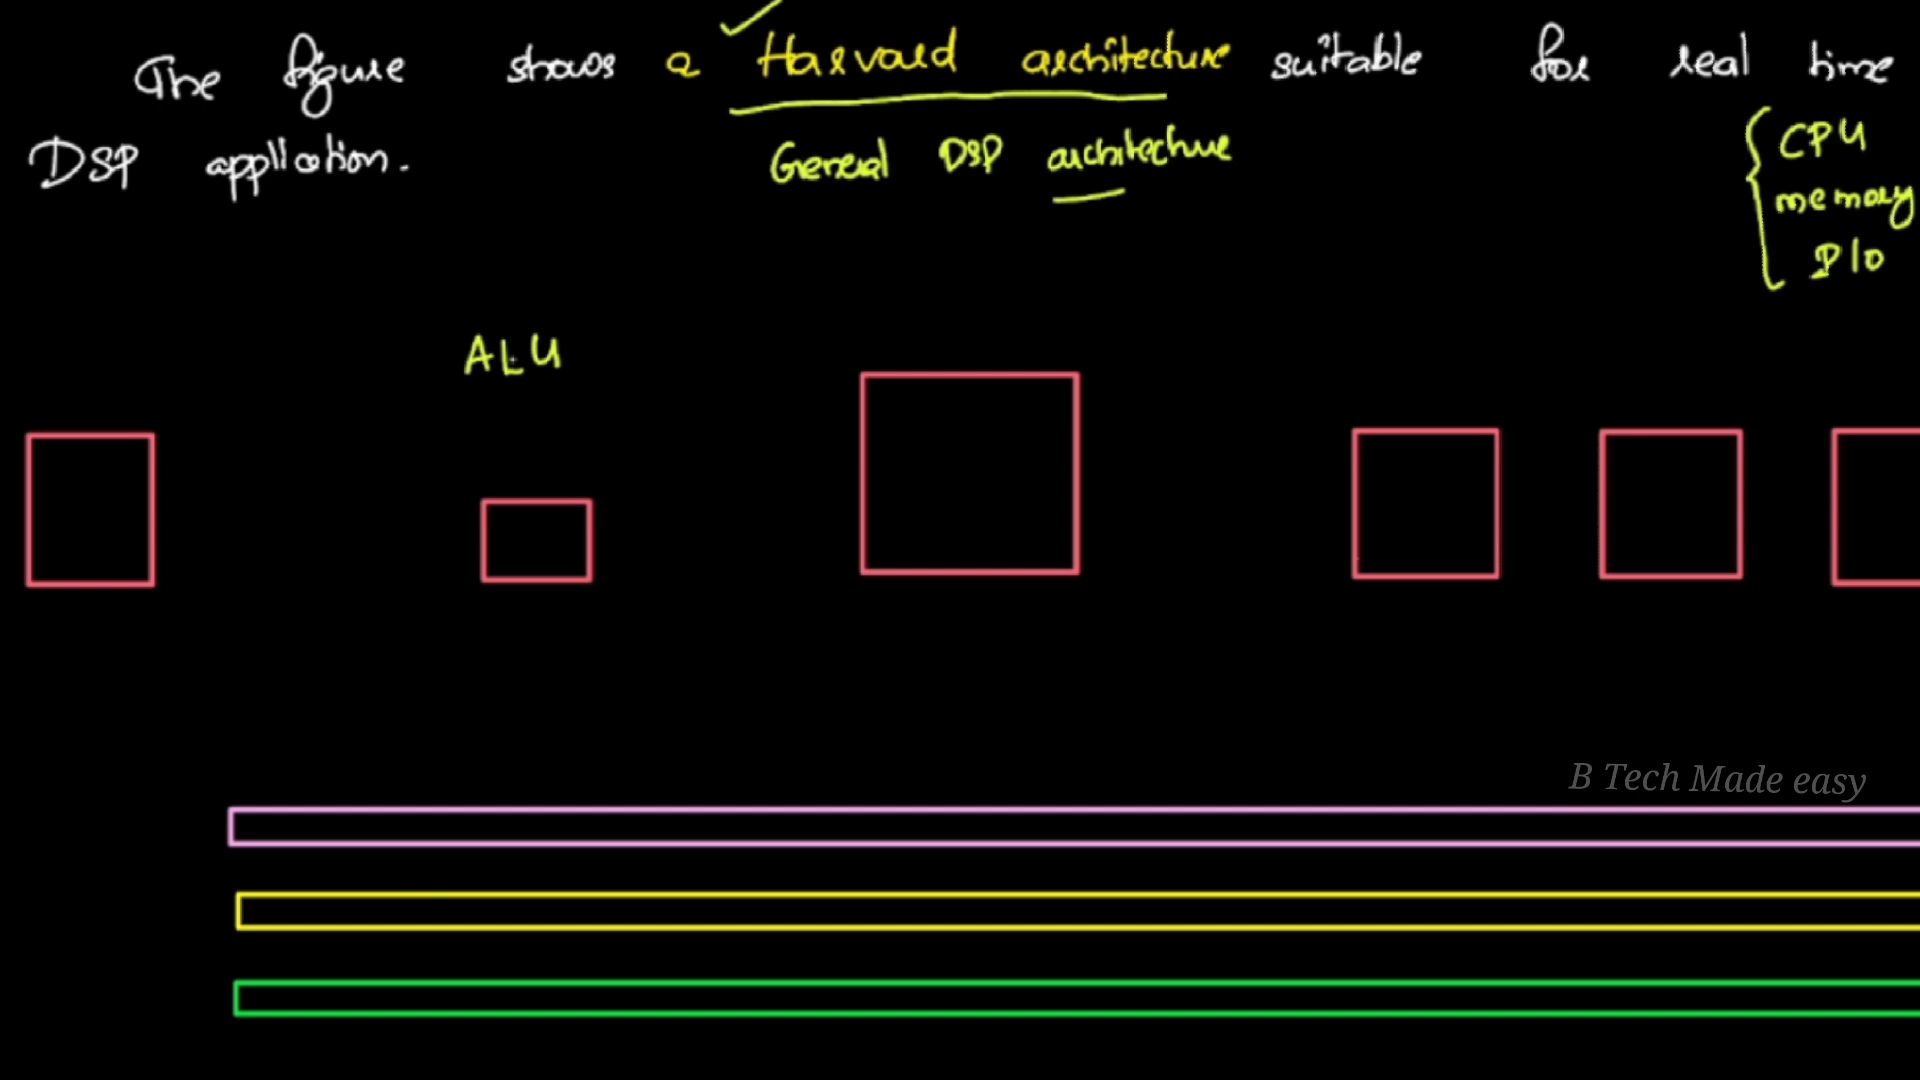 The figure shows a Harvard architecture suitable for real time
DSP application.
General DSP architecture
CPU
memory
I/O
ALU
B Tech Made easy